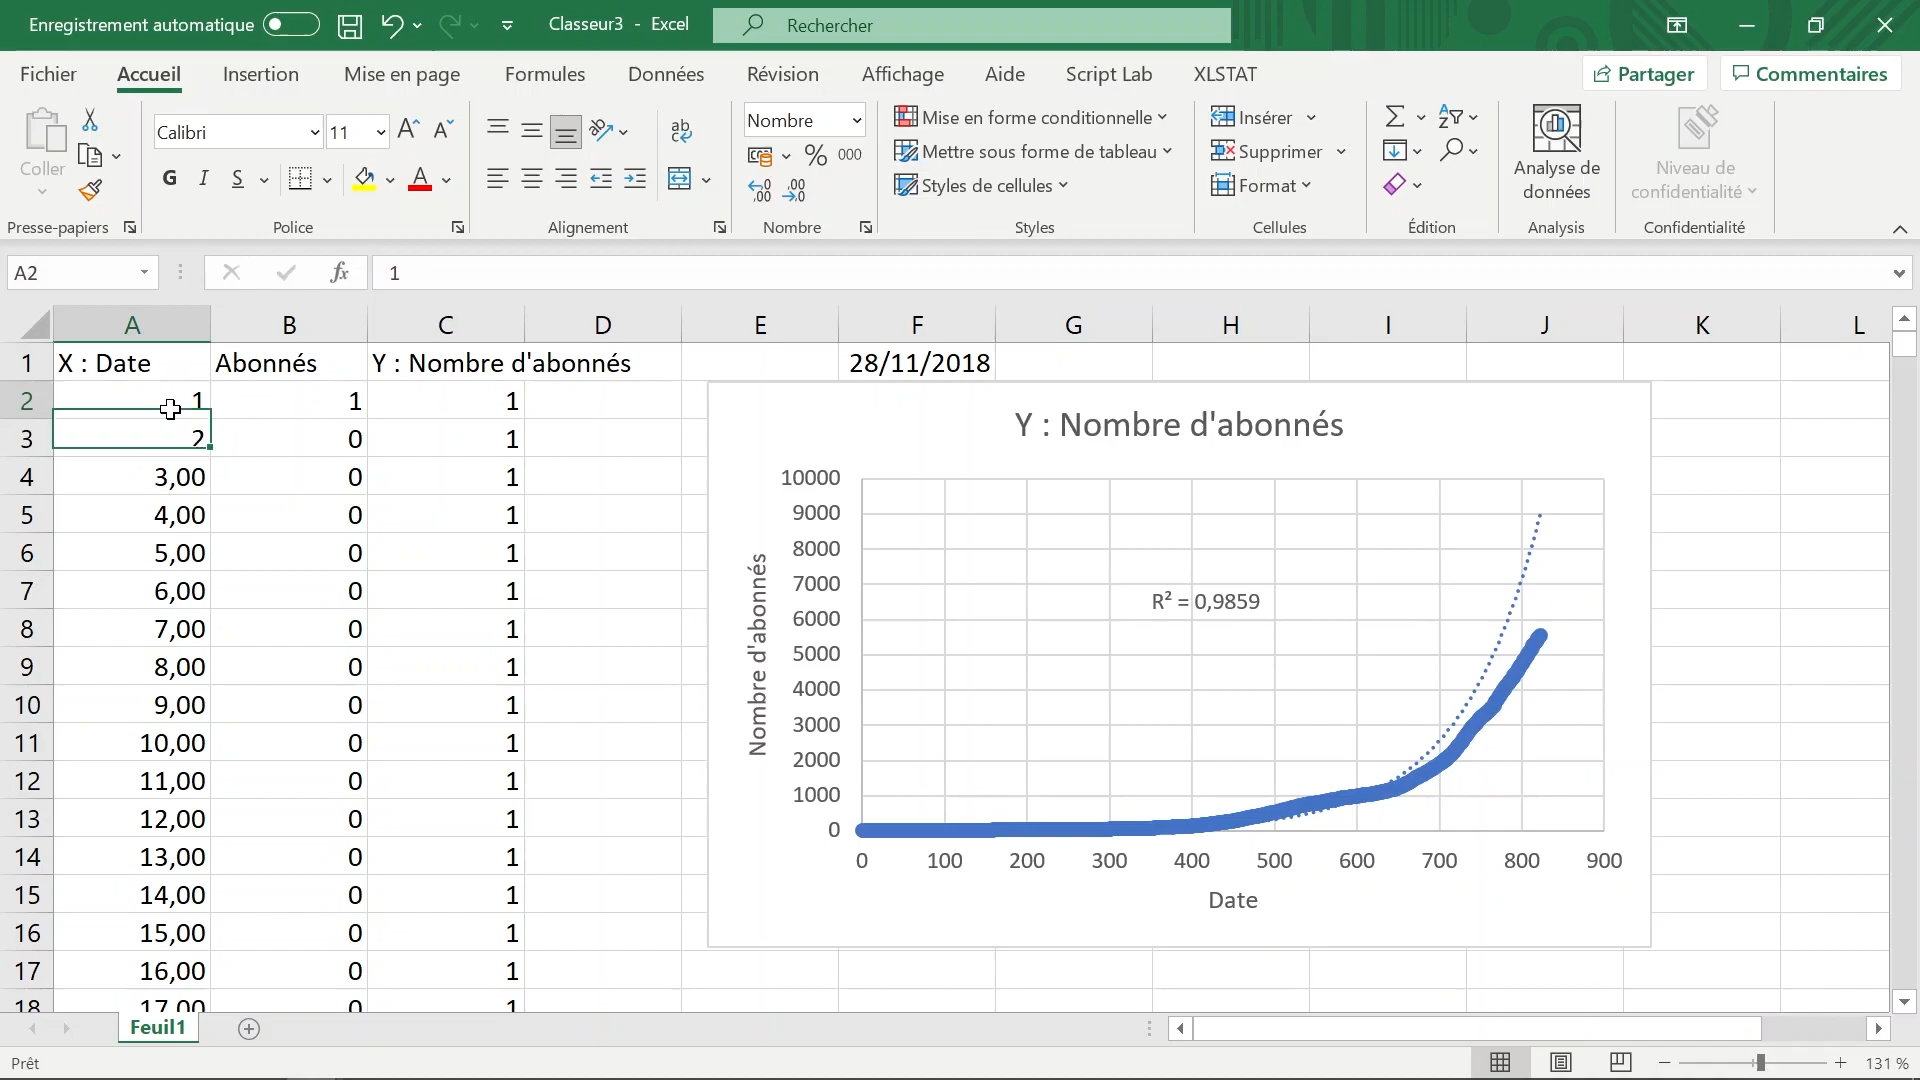 Enregistrement automatique
Classeur3 - Excel
Rechercher
Fichier Accueil Insertion Mise en page Formules Données Révision Affichage Aide Script Lab XLSTAT
Partager Commentaires
Coller
Presse-papiers
Calibri 11
G I S
Police
ab
Alignement
Nombre
% 000
Nombre
Mise en forme conditionnelle
Mettre sous forme de tableau
Styles de cellules
Styles
Insérer
Supprimer
Format
Cellules
Édition
Analyse de
données
Analysis
Niveau de
confidentialité
Confidentialité
A2 fx 1
A B C D E F G H I J K L
1 X : Date Abonnés Y : Nombre d'abonnés 28/11/2018
2 1 1 1
3 2 0 1
4 3,00 0 1
5 4,00 0 1
6 5,00 0 1
7 6,00 0 1
8 7,00 0 1
9 8,00 0 1
10 9,00 0 1
11 10,00 0 1
12 11,00 0 1
13 12,00 0 1
14 13,00 0 1
15 14,00 0 1
16 15,00 0 1
17 16,00 0 1
18 17,00 0 1
Y : Nombre d'abonnés
10000
9000
8000
7000
6000
5000
4000
3000
2000
1000
0
Nombre d'abonnés
R² = 0,9859
0 100 200 300 400 500 600 700 800 900
Date
Feuil1
Prêt
131 %